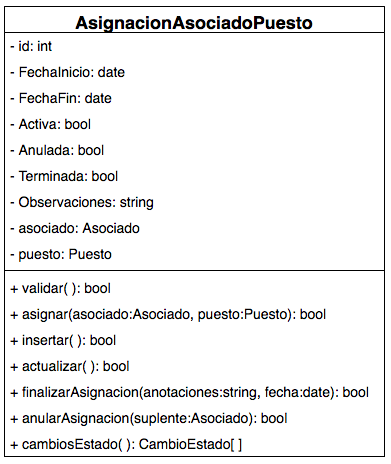 AsignacionAsociadoPuesto
- id: int
- FechaInicio: date
- FechaFin: date
- Activa: bool
- Anulada: bool
- Terminada: bool
- Observaciones: string
- asociado: Asociado
- puesto: Puesto
+ validar( ): bool
+ asignar(asociado:Asociado, puesto:Puesto): bool
+ insertar( ): bool
+ actualizar( ): bool
+ finalizarAsignacion(anotaciones:string, fecha:date): bool
+ anularAsignacion(suplente:Asociado): bool
+ cambiosEstado( ): CambioEstado[ ]